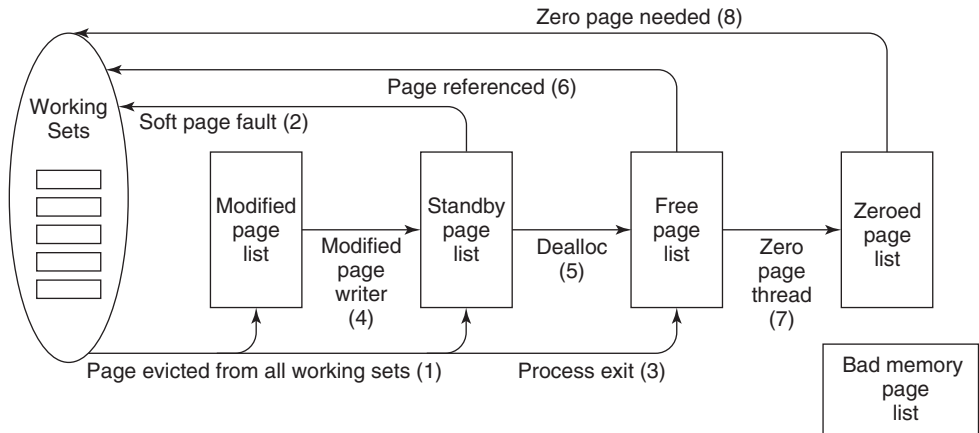 Zero page needed (8)
Page referenced (6)
Soft page fault (2)
Working
Sets
Modified
page
list
Modified
page
writer
(4)
Standby
page
list
Dealloc
(5)
Free
page
list
Zero
page
thread
(7)
Zeroed
page
list
Page evicted from all working sets (1)
Process exit (3)
Bad memory
page
list